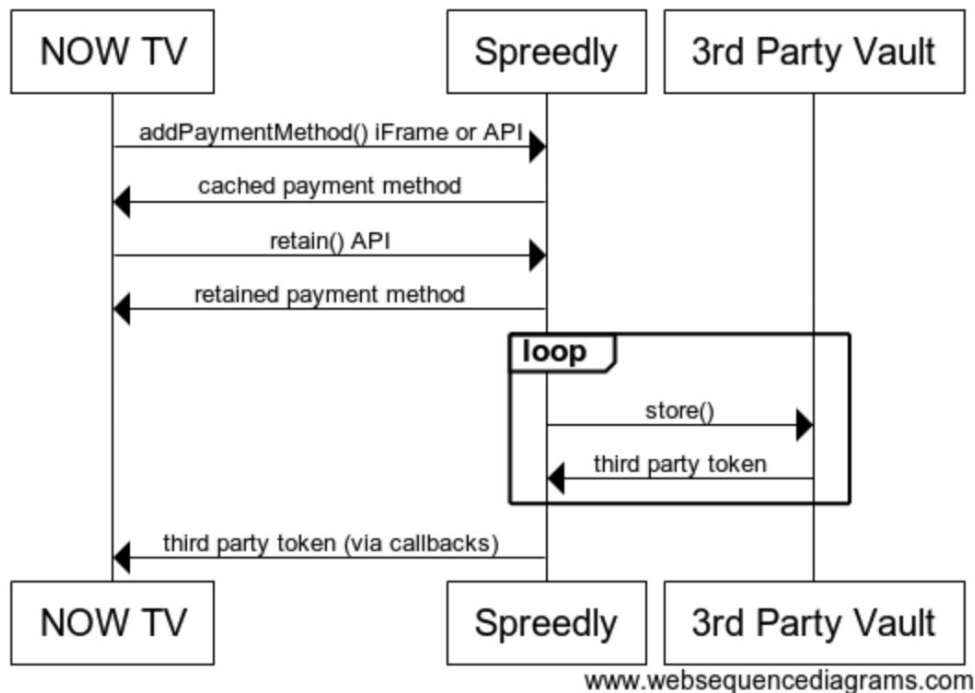 NOW TV
Spreedly
3rd Party Vault
addPaymentMethod() iFrame or API
cached payment method
retain() API
retained payment method
loop
store()
third party token
third party token (via callbacks)
NOW TV
Spreedly
3rd Party Vault
www.websequencediagrams.com